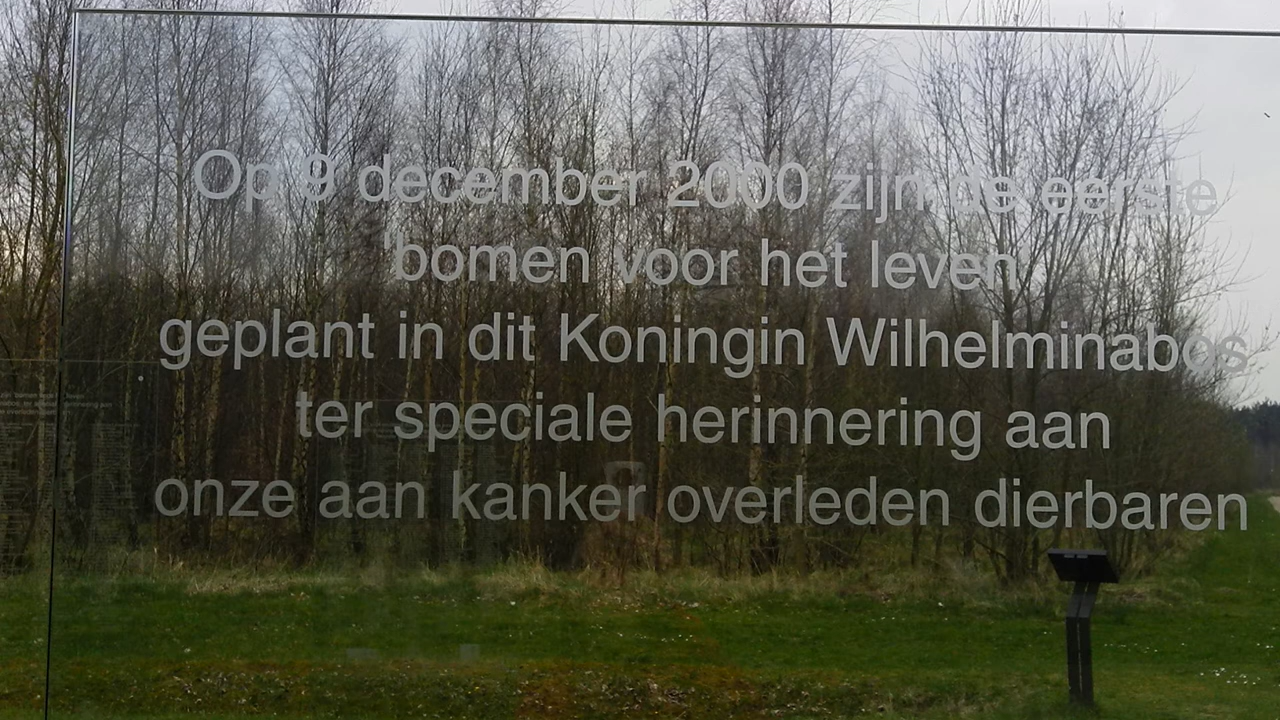 Op 9 december 2000 zijn de eerste
'bomen voor het leven
geplant in dit Koningin Wilhelminabos
ter speciale herinnering aan
onze aan kanker overleden dierbaren